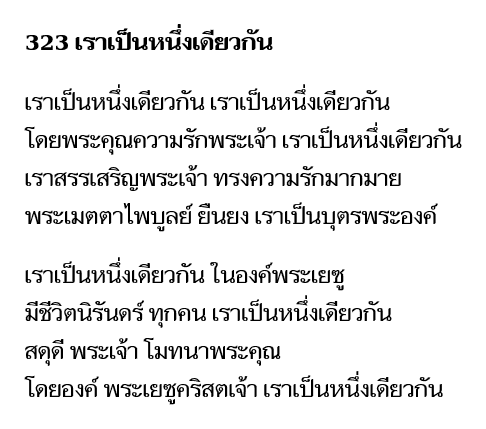 323 เราเป็นหนึ่งเดียวกัน
เราเป็นหนึ่งเดียวกัน เราเป็นหนึ่งเดียวกัน
โดยพระคุณความรักพระเจ้า เราเป็นหนึ่งเดียวกัน
เราสรรเสริญพระเจ้า ทรงความรักมากมาย
พระเมตตาไพบูลย์ ยืนยง เราเป็นบุตรพระองค์
เราเป็นหนึ่งเดียวกัน ในองค์พระเยซู
มีชีวิตนิรันดร์ ทุกคน เราเป็นหนึ่งเดียวกัน
สดุดี พระเจ้า โมทนาพระคุณ
โดยองค์ พระเยซูคริสตเจ้า เราเป็นหนึ่งเดียวกัน